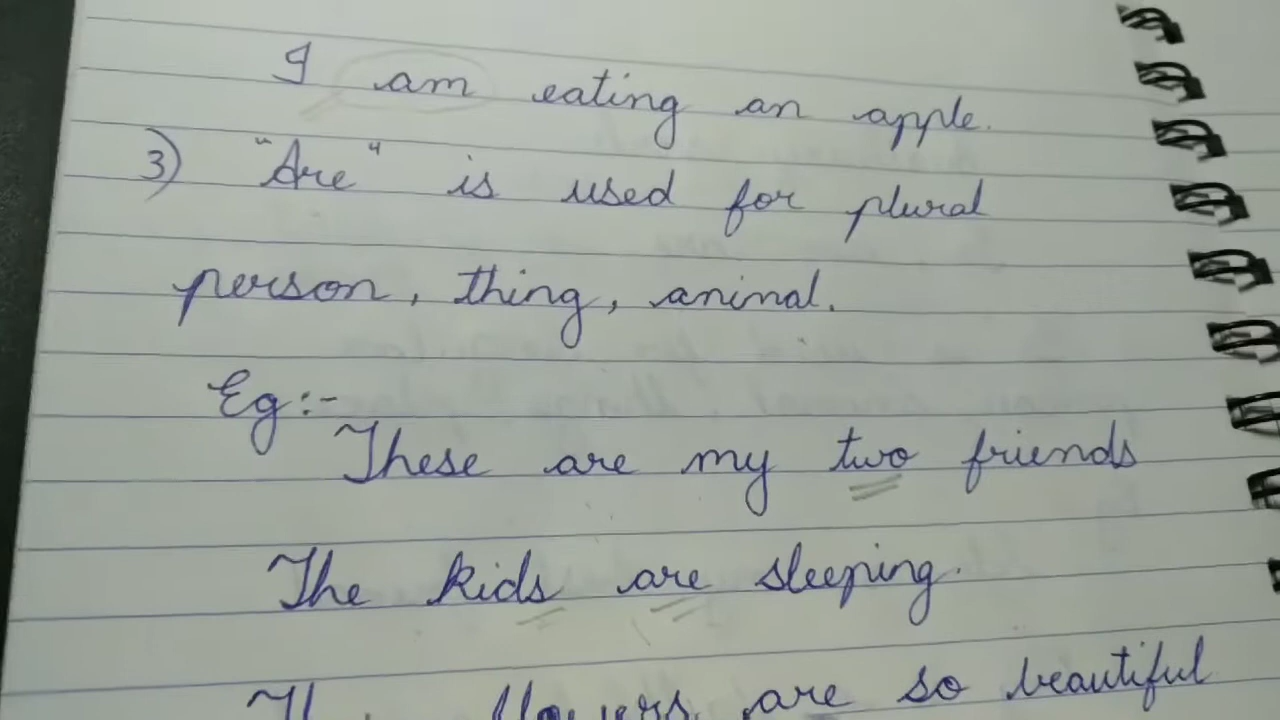 I am eating an apple.
3) "Are" is used for plural
person, thing, animal.
Eg:-
These are my two friends
The kids are sleeping.
flowers are so beautiful